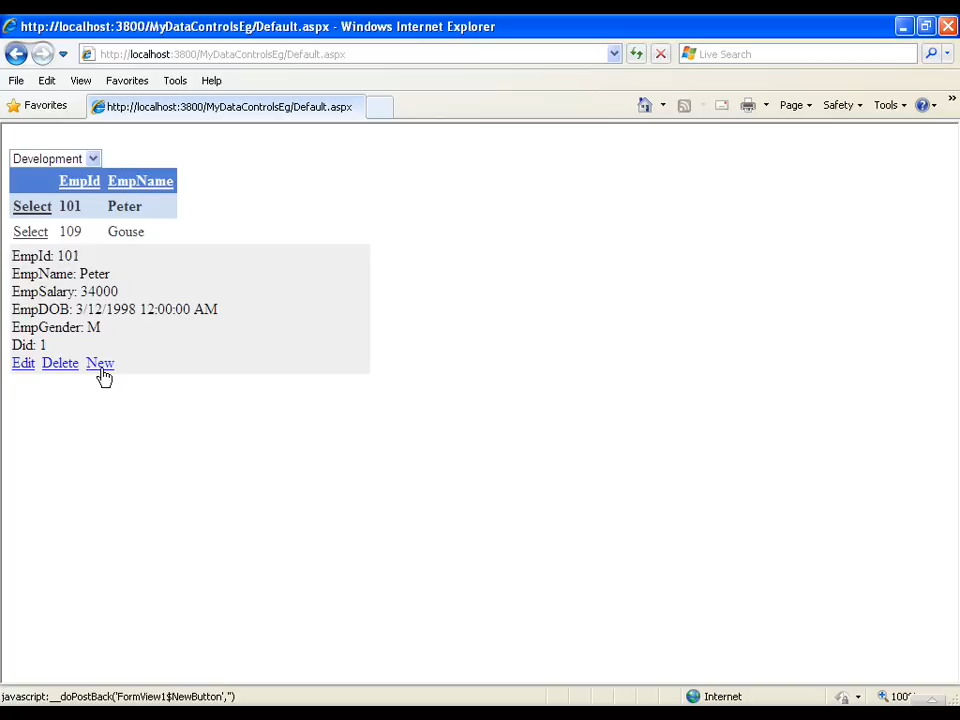 http://localhost:3800/MyDataControlsEg/Default.aspx - Windows Internet Explorer
http://localhost:3800/MyDataControlsEg/Default.aspx
Live Search
File Edit View Favorites Tools Help
Favorites
http://localhost:3800/MyDataControlsEg/Default.aspx
Page Safety Tools »
Development
EmpId EmpName
Select 101 Peter
Select 109 Gouse
EmpId: 101
EmpName: Peter
EmpSalary: 34000
EmpDOB: 3/12/1998 12:00:00 AM
EmpGender: M
Did: 1
Edit Delete New
javascript:__doPostBack('FormView1$NewButton','')
Internet